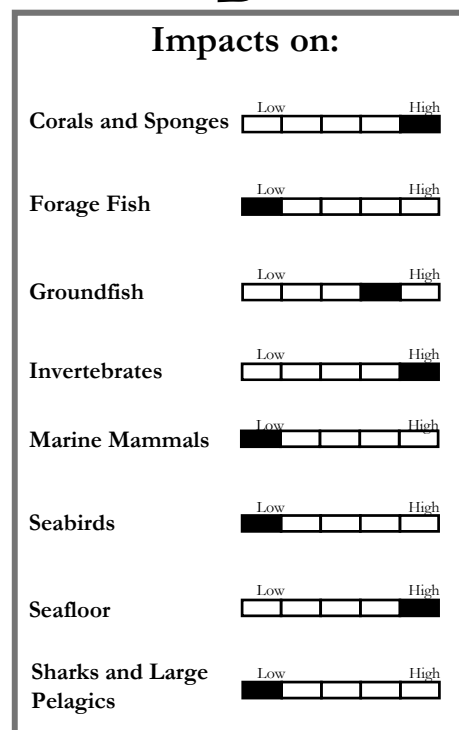 Impacts on:
Low High
Corals and Sponges
Low High
Forage Fish
Low High
Groundfish
Low High
Invertebrates
Low High
Marine Mammals
Low High
Seabirds
Low High
Seafloor
Low High
Sharks and Large
Pelagics